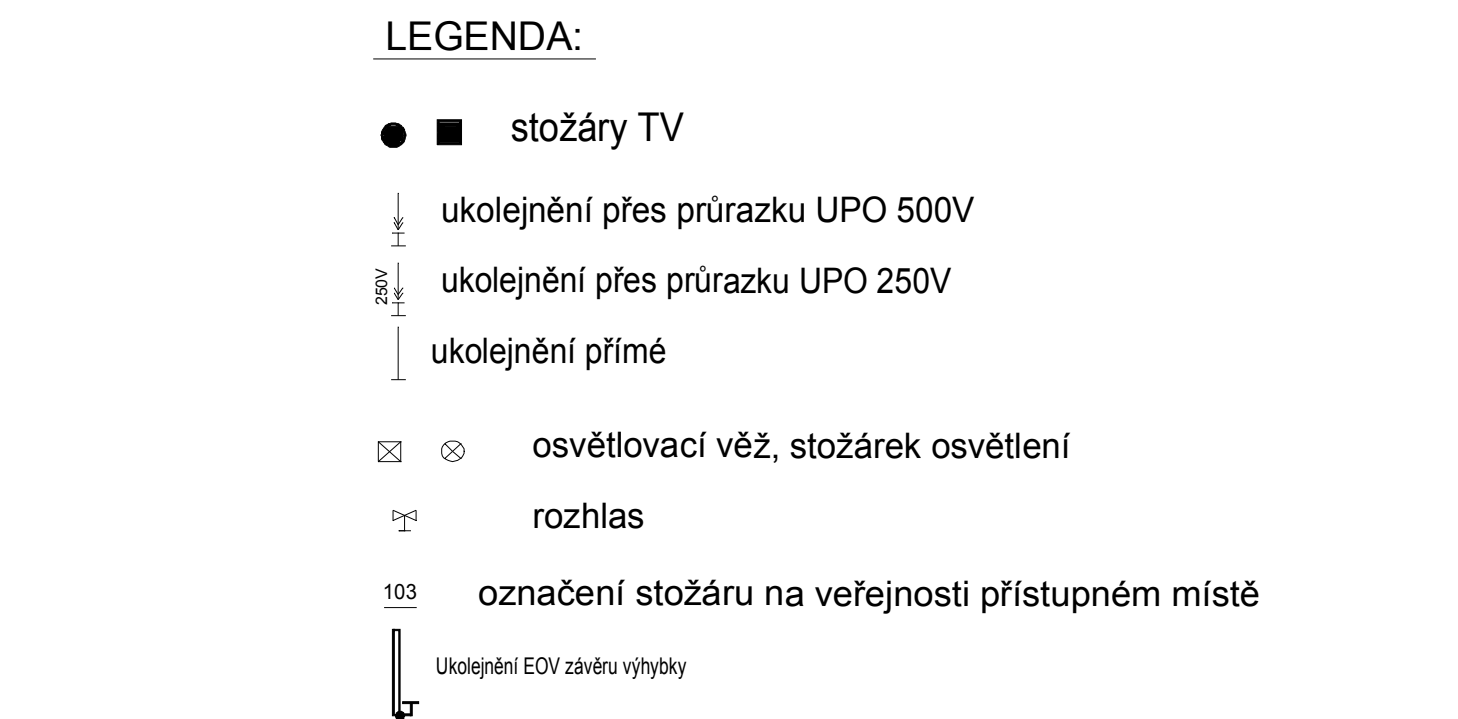 LEGENDA:
stožáry TV
ukolejnění přes průrazku UPO 500V
250V ukolejnění přes průrazku UPO 250V
ukolejnění přímé
osvětlovací věž, stožárek osvětlení
rozhlas
103 označení stožáru na veřejnosti přístupném místě
Ukolejnění EOV závěru výhybky